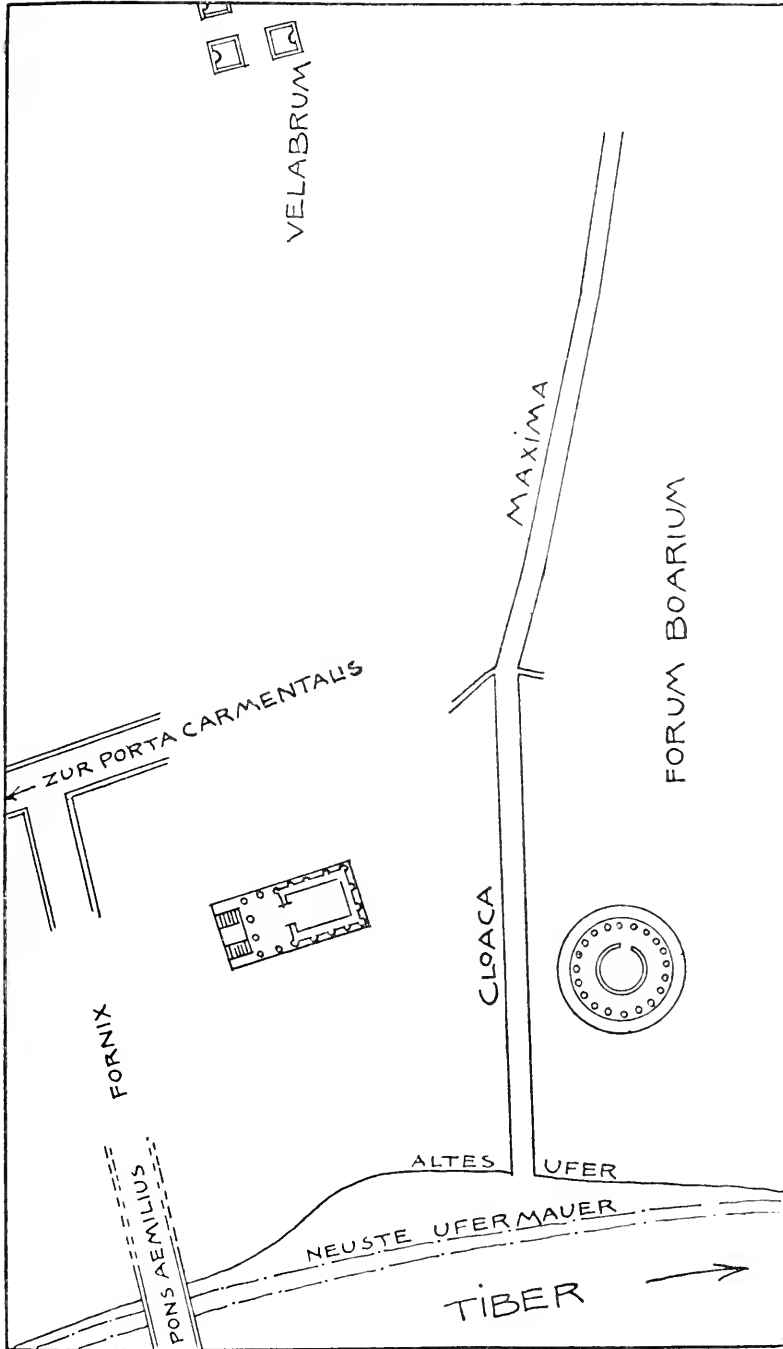 VELABRUM
MAXIMA
FORUM BOARIUM
← ZUR PORTA CARMENTALIS
CLOACA
FORNIX
ALTES UFER
PONS AEMILIUS
NEUSTE UFERMAUER
TIBER